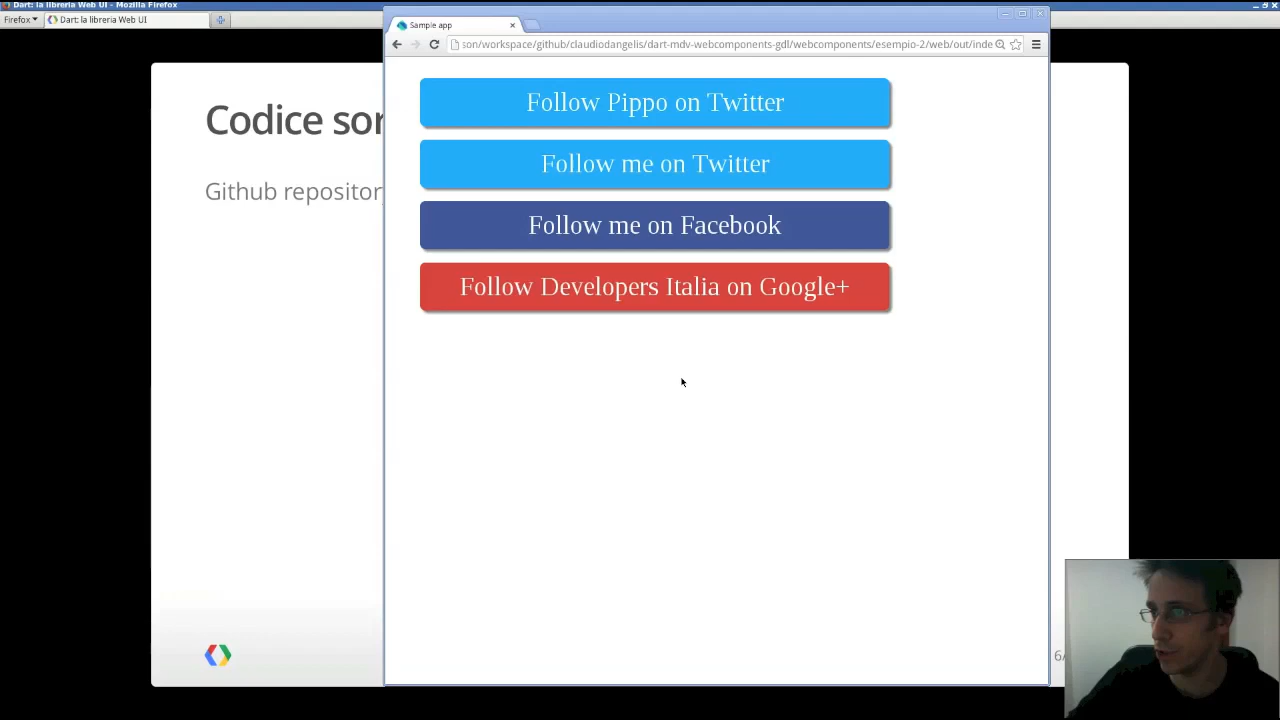 Dart: la libreria Web UI - Mozilla Firefox
Firefox
Dart: la libreria Web UI
Sample app
son/workspace/github/claudiodangelis/dart-mdv-webcomponents-gdl/webcomponents/esempio-2/web/out/inde
Follow Pippo on Twitter
Codice sor
Follow me on Twitter
Github repository
Follow me on Facebook
Follow Developers Italia on Google+
6/